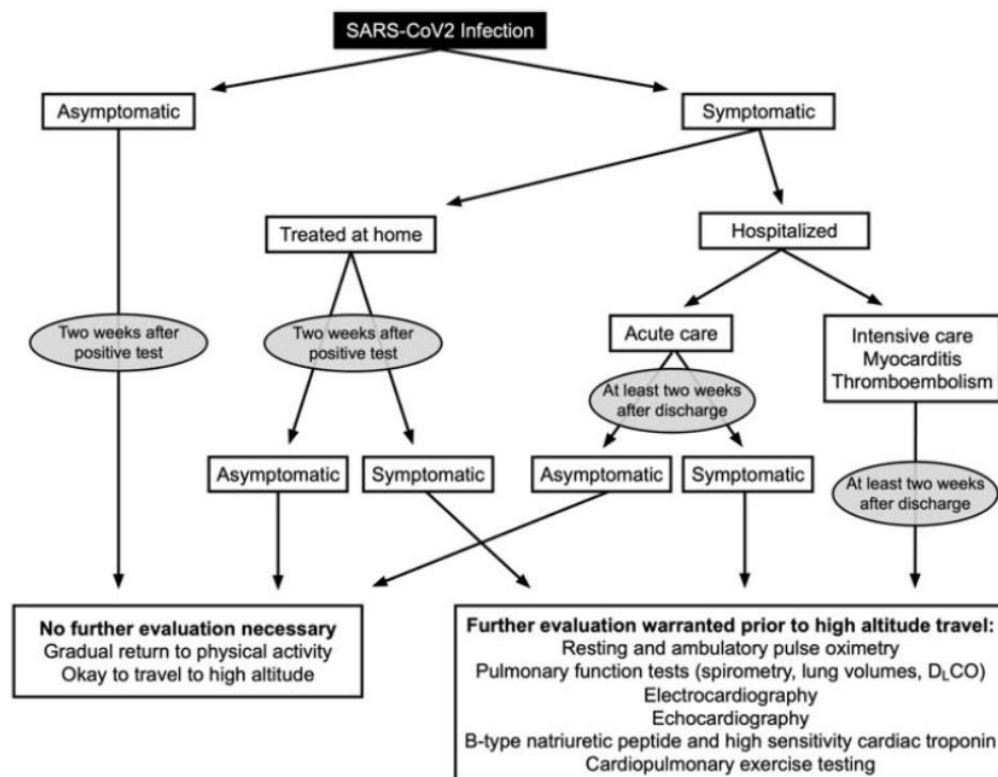 SARS-CoV2 Infection
Asymptomatic
Symptomatic
Treated at home
Hospitalized
Two weeks after
positive test
Two weeks after
positive test
Acute care
Intensive care
Myocarditis
Thromboembolism
At least two weeks
after discharge
Asymptomatic
Symptomatic
Asymptomatic
Symptomatic
At least two weeks
after discharge
No further evaluation necessary
Gradual return to physical activity
Okay to travel to high altitude
Further evaluation warranted prior to high altitude travel:
Resting and ambulatory pulse oximetry
Pulmonary function tests (spirometry, lung volumes, DLCO)
Electrocardiography
Echocardiography
B-type natriuretic peptide and high sensitivity cardiac troponin
Cardiopulmonary exercise testing